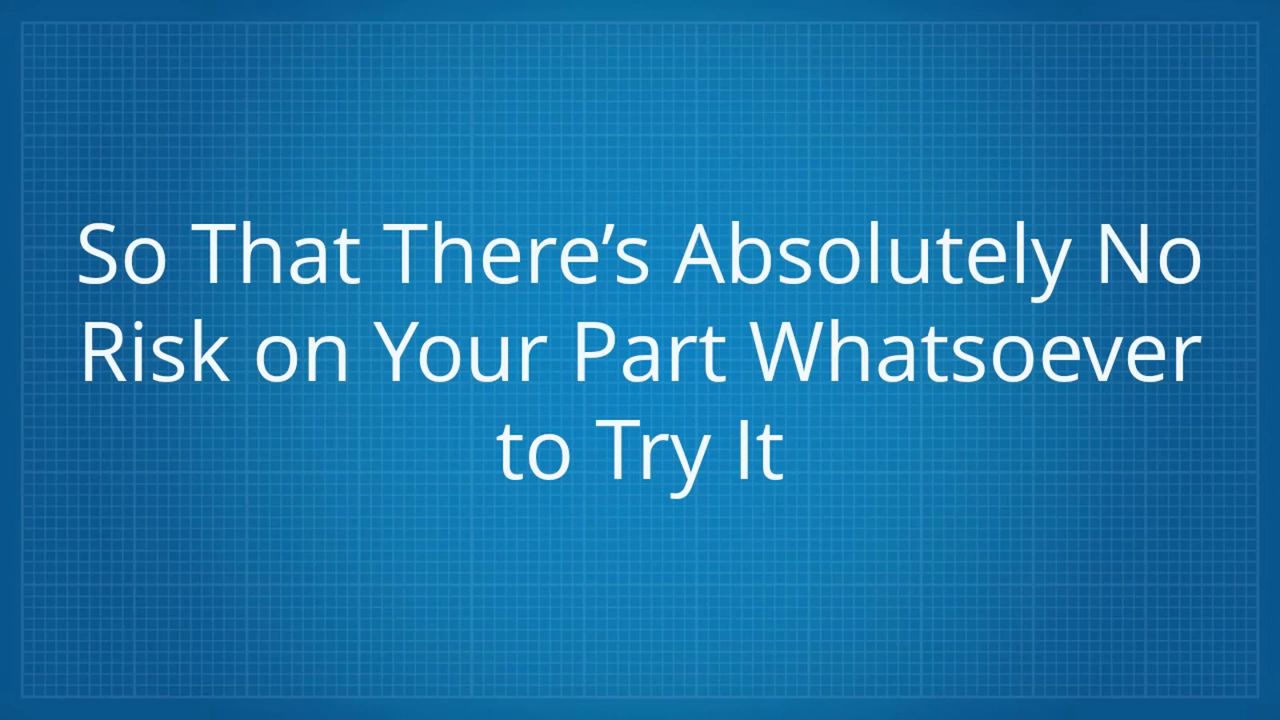 So That There’s Absolutely No
Risk on Your Part Whatsoever
to Try It